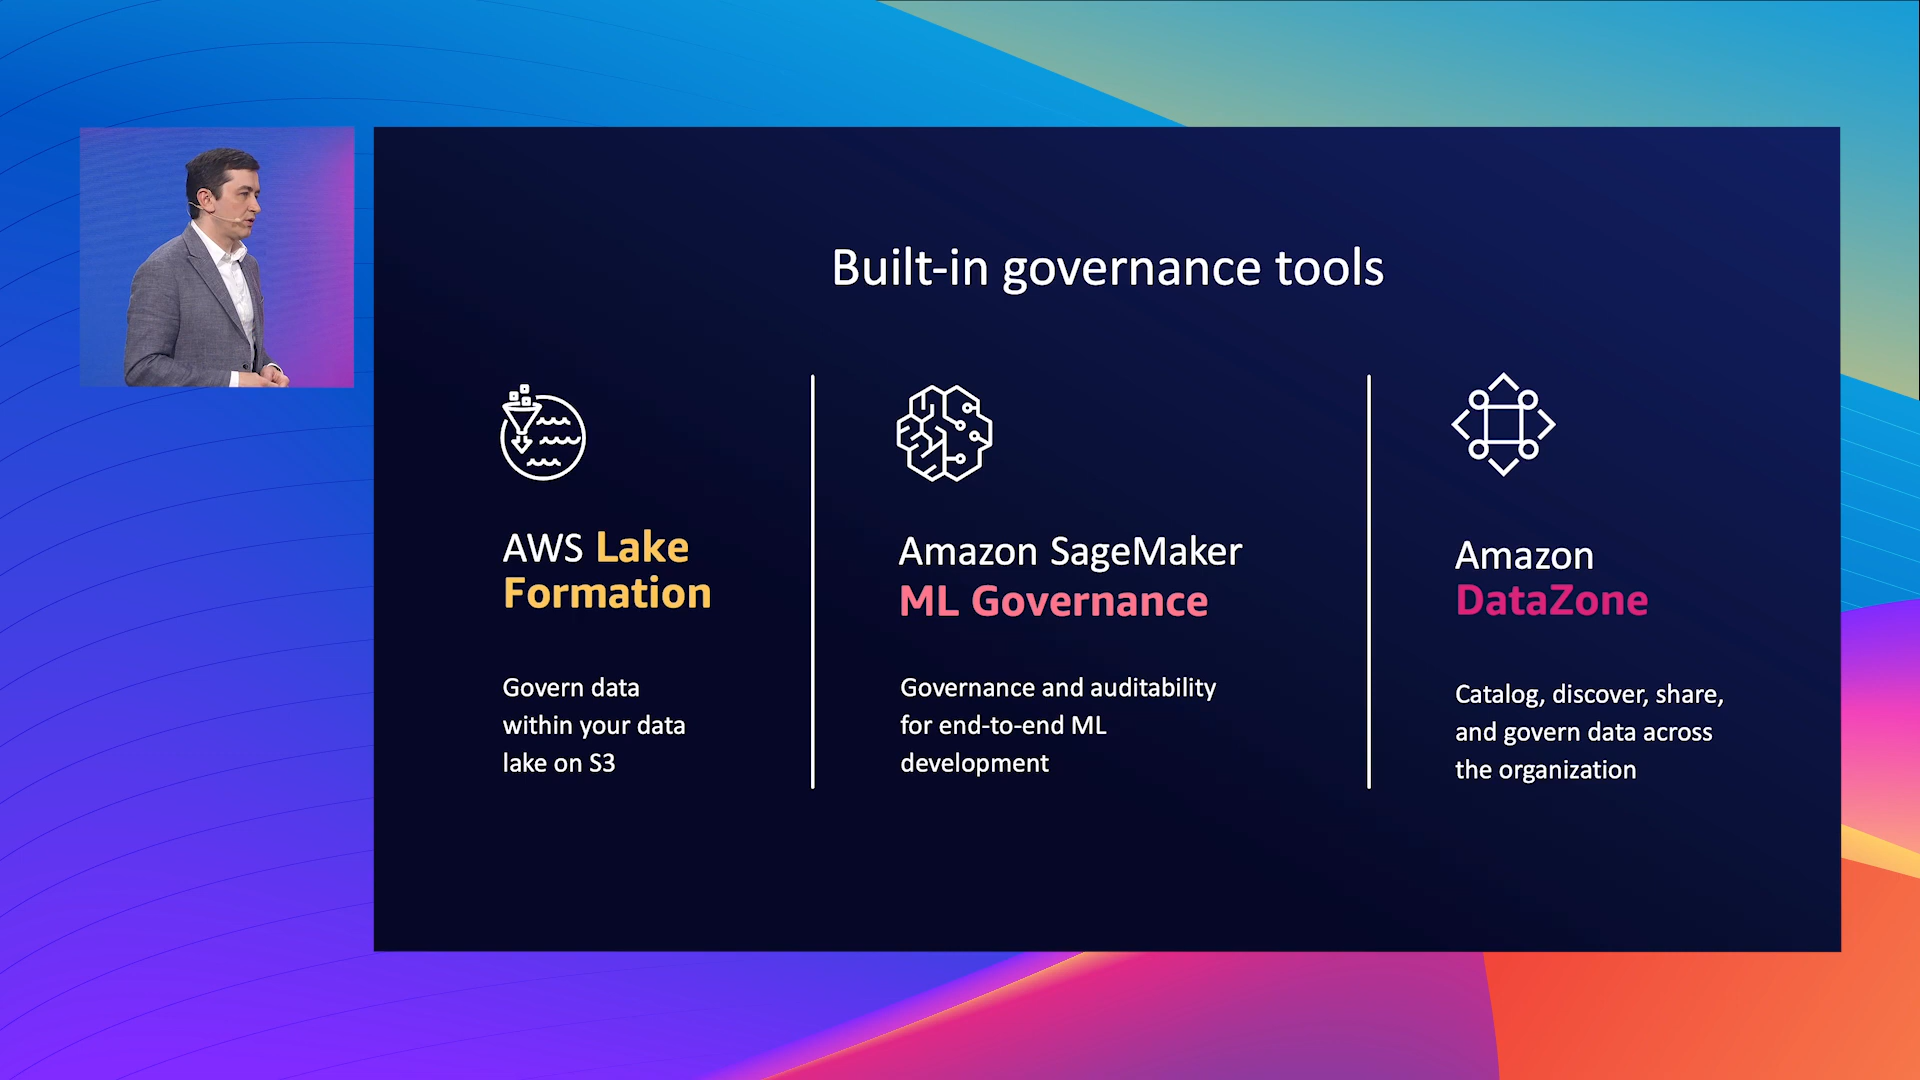 Built-in governance tools
AWS Lake
Formation
Govern data
within your data
lake on S3
Amazon SageMaker
ML Governance
Governance and auditability
for end-to-end ML
development
Amazon
DataZone
Catalog, discover, share,
and govern data across
the organization